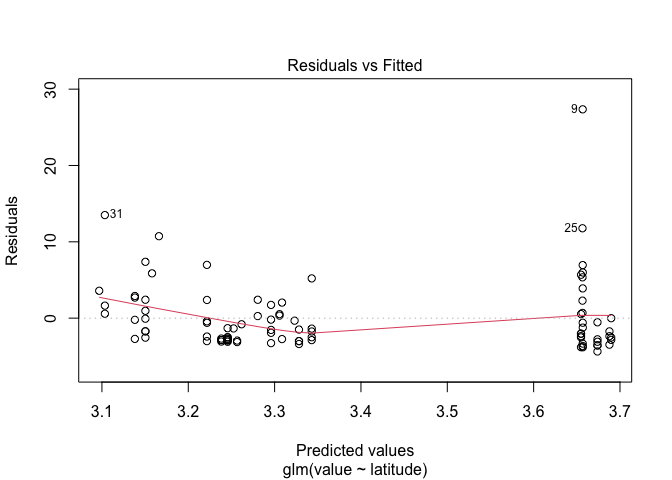 Residuals vs Fitted
Residuals
30
20
10
0
9
25
31
3.1 3.2 3.3 3.4 3.5 3.6 3.7
Predicted values
glm(value ~ latitude)